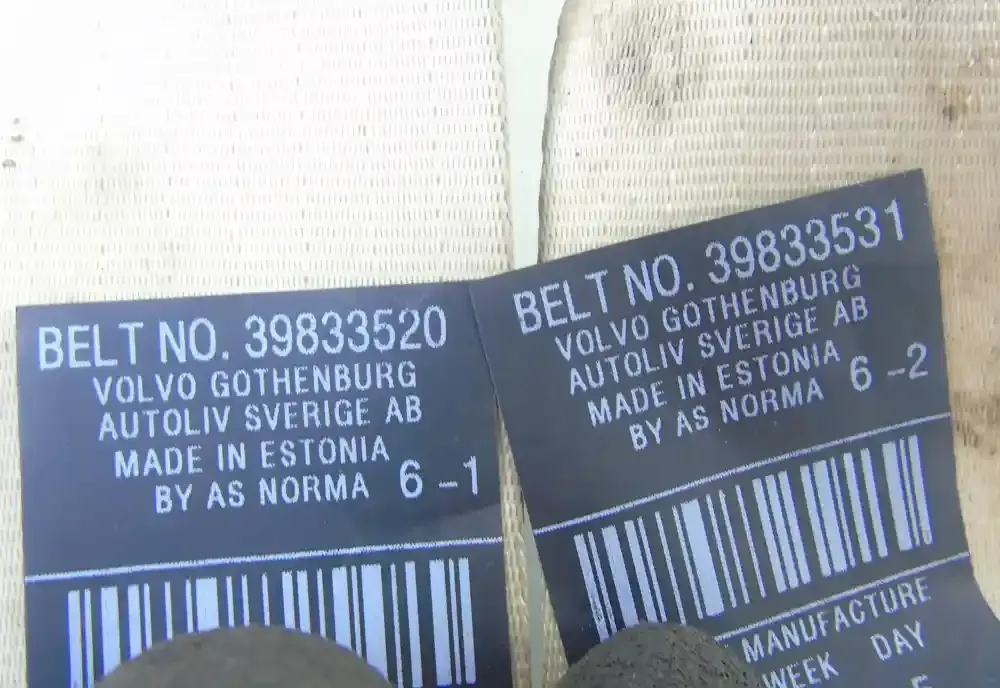 BELT NO. 39833520
VOLVO GOTHENBURG
AUTOLIV SVERIGE AB
MADE IN ESTONIA
BY AS NORMA 6-1
BELT NO. 39833531
VOLVO GOTHENBURG
AUTOLIV SVERIGE AB
MADE IN ESTONIA
BY AS NORMA 6-2
MANUFACTURE
WEEK DAY